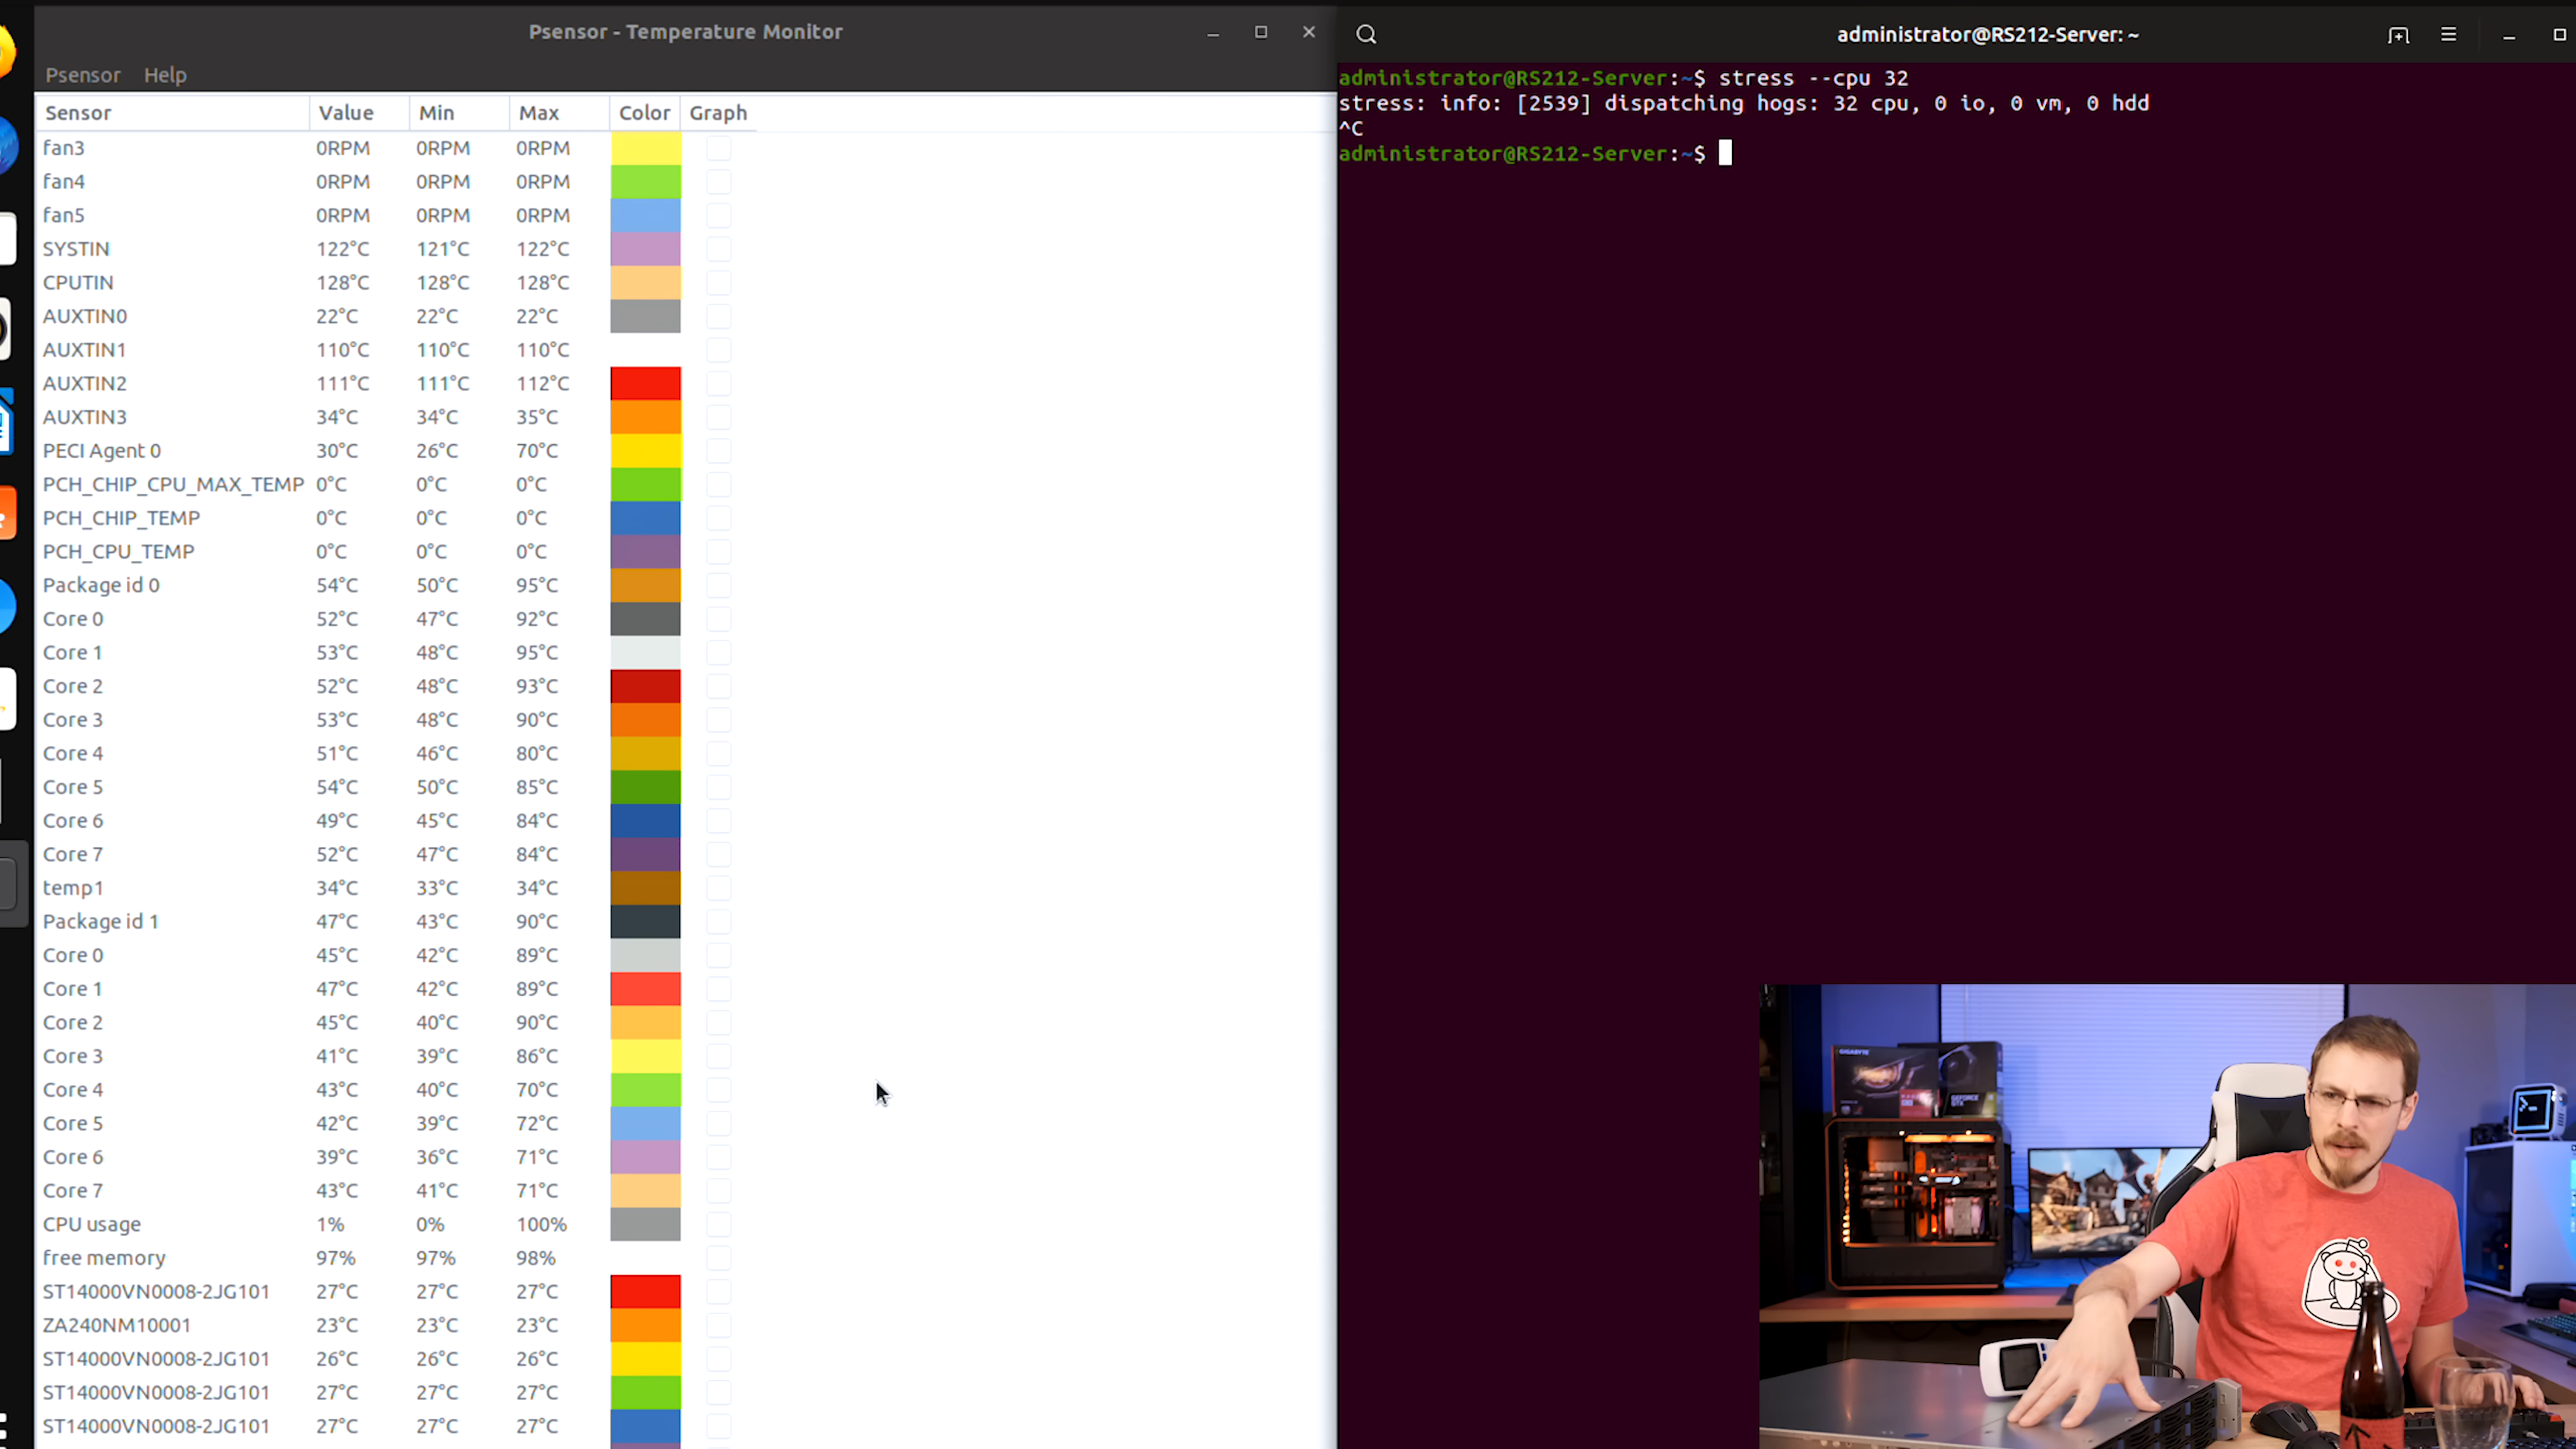 Psensor - Temperature Monitor
Psensor Help
Sensor Value Min Max Color Graph
fan3 0RPM 0RPM 0RPM
fan4 0RPM 0RPM 0RPM
fan5 0RPM 0RPM 0RPM
SYSTIN 122°C 121°C 122°C
CPUTIN 128°C 128°C 128°C
AUXTIN0 22°C 22°C 22°C
AUXTIN1 110°C 110°C 110°C
AUXTIN2 111°C 111°C 112°C
AUXTIN3 34°C 34°C 35°C
PECI Agent 0 30°C 26°C 70°C
PCH_CHIP_CPU_MAX_TEMP 0°C 0°C 0°C
PCH_CHIP_TEMP 0°C 0°C 0°C
PCH_CPU_TEMP 0°C 0°C 0°C
Package id 0 54°C 50°C 95°C
Core 0 52°C 47°C 92°C
Core 1 53°C 48°C 95°C
Core 2 52°C 48°C 93°C
Core 3 53°C 48°C 90°C
Core 4 51°C 46°C 80°C
Core 5 54°C 50°C 85°C
Core 6 49°C 45°C 84°C
Core 7 52°C 47°C 84°C
temp1 34°C 33°C 34°C
Package id 1 47°C 43°C 90°C
Core 0 45°C 42°C 89°C
Core 1 47°C 42°C 89°C
Core 2 45°C 40°C 90°C
Core 3 41°C 39°C 86°C
Core 4 43°C 40°C 70°C
Core 5 42°C 39°C 72°C
Core 6 39°C 36°C 71°C
Core 7 43°C 41°C 71°C
CPU usage 1% 0% 100%
free memory 97% 97% 98%
ST14000VN0008-2JG101 27°C 27°C 27°C
ZA240NM10001 23°C 23°C 23°C
ST14000VN0008-2JG101 26°C 26°C 26°C
ST14000VN0008-2JG101 27°C 27°C 27°C
ST14000VN0008-2JG101 27°C 27°C 27°C
administrator@RS212-Server: ~
administrator@RS212-Server:~$ stress --cpu 32
stress: info: [2539] dispatching hogs: 32 cpu, 0 io, 0 vm, 0 hdd
^C
administrator@RS212-Server:~$
GIGABYTE
GEFORCE
GTX